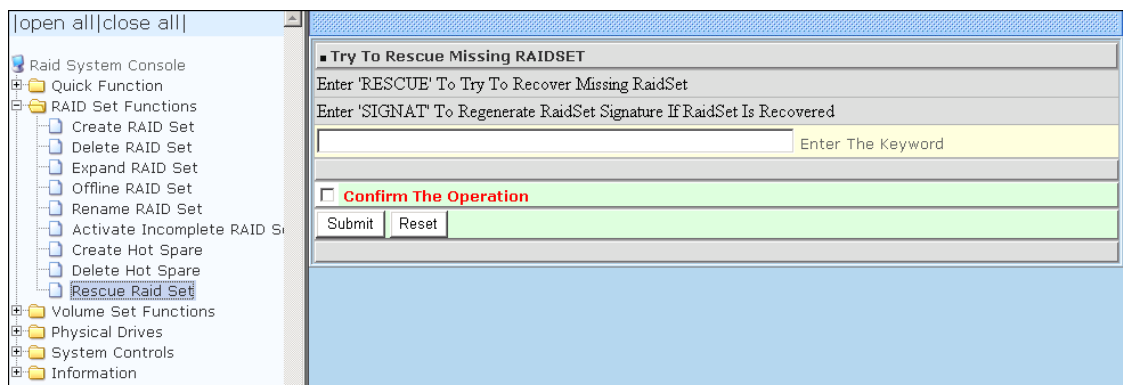 |open all|close all|
Raid System Console
Quick Function
RAID Set Functions
Create RAID Set
Delete RAID Set
Expand RAID Set
Offline RAID Set
Rename RAID Set
Activate Incomplete RAID
Create Hot Spare
Delete Hot Spare
Rescue Raid Set
Volume Set Functions
Physical Drives
System Controls
Information
Try To Rescue Missing RAIDSET
Enter 'RESCUE' To Try To Recover Missing RaidSet
Enter 'SIGNAT' To Regenerate RaidSet Signature If RaidSet Is Recovered
Enter The Keyword
Confirm The Operation
Submit Reset